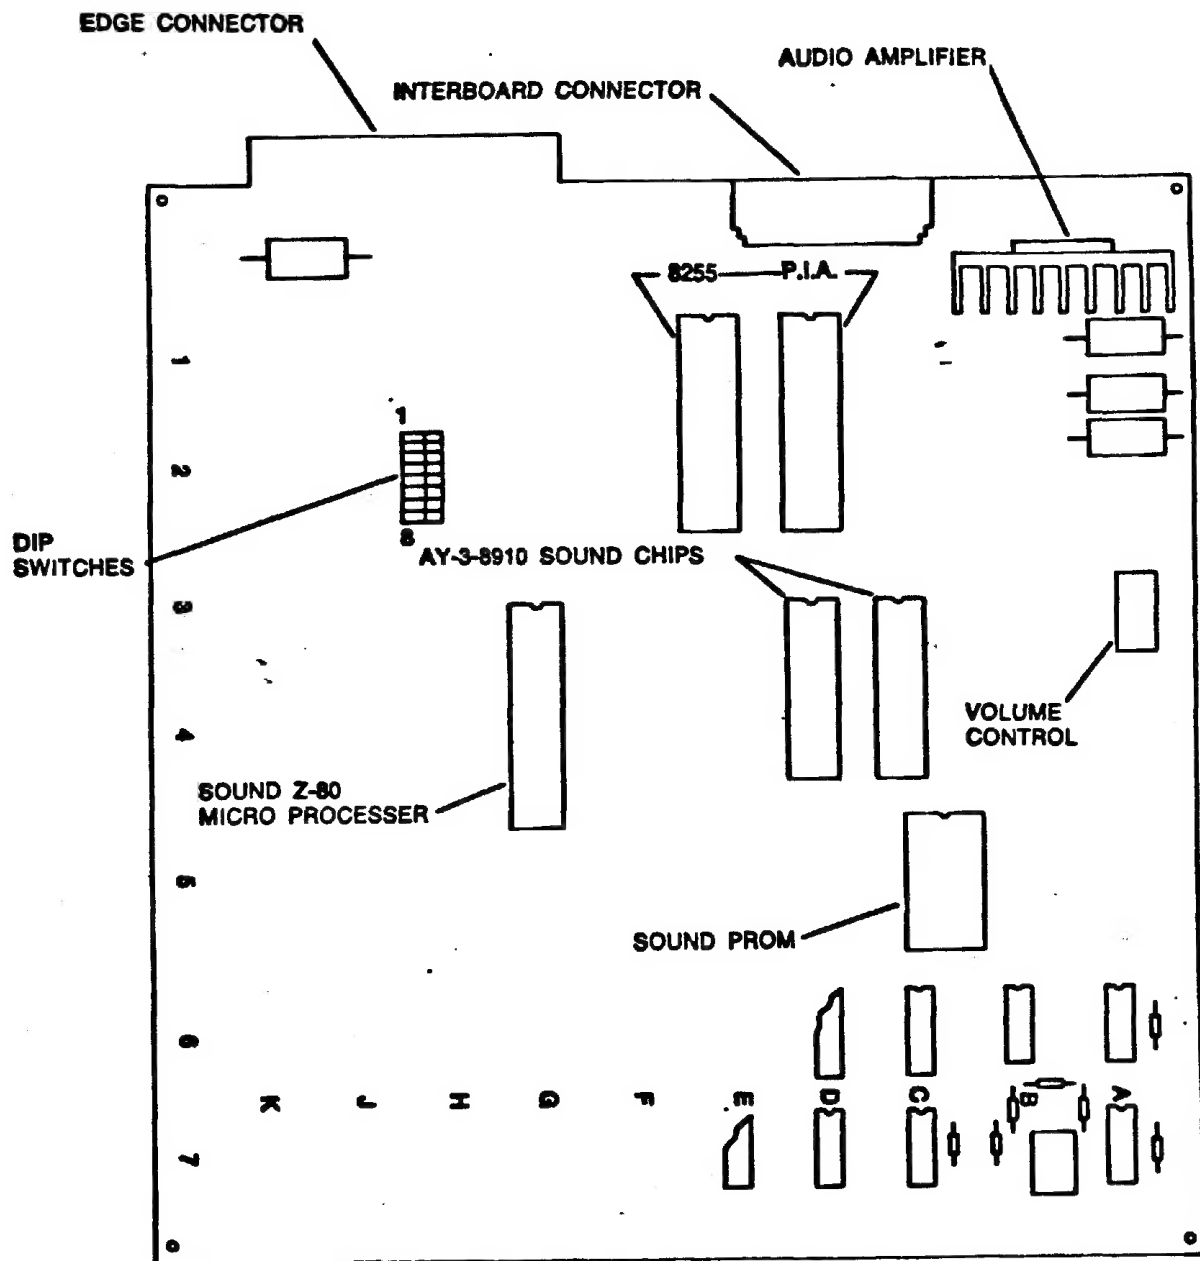 EDGE CONNECTOR
INTERBOARD CONNECTOR
AUDIO AMPLIFIER
8255
P.I.A.
1
1
2
DIP
SWITCHES
8
AY-3-8910 SOUND CHIPS
3
VOLUME
CONTROL
4
SOUND Z-80
MICRO PROCESSER
5
SOUND PROM
6
K
J
H
G
F
E
D
C
B
A
7